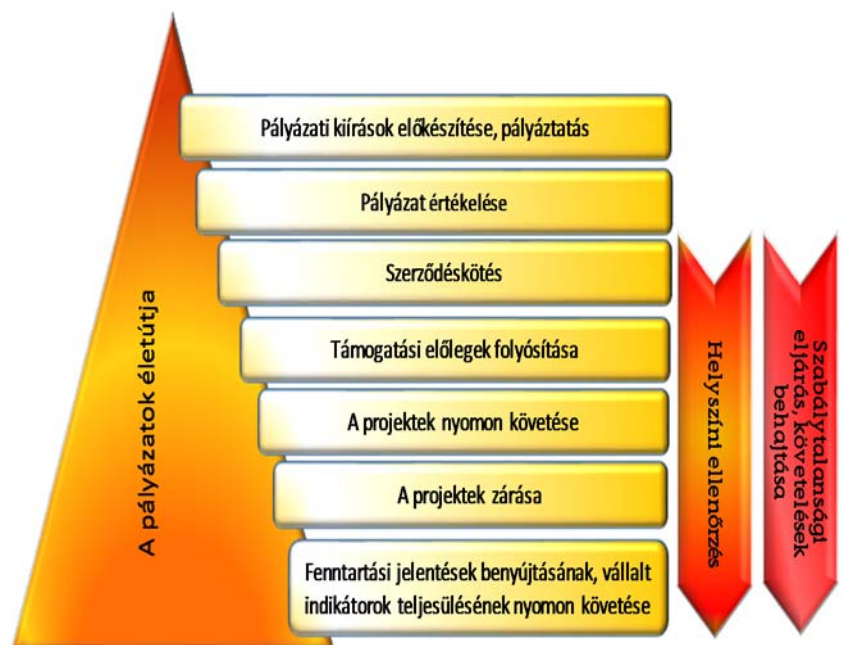 A pályázatok életútja
Pályázati kiírások előkészítése, pályáztatás
Pályázat értékelése
Szerződéskötés
Támogatási előlegek folyósítása
A projektek nyomon követése
A projektek zárása
Fenntartási jelentések benyújtásának, vállalt
indikátorok teljesülésének nyomon követése
Helyszíni ellenőrzés
Szabálytalansági
eljárás, követelések
behajtása